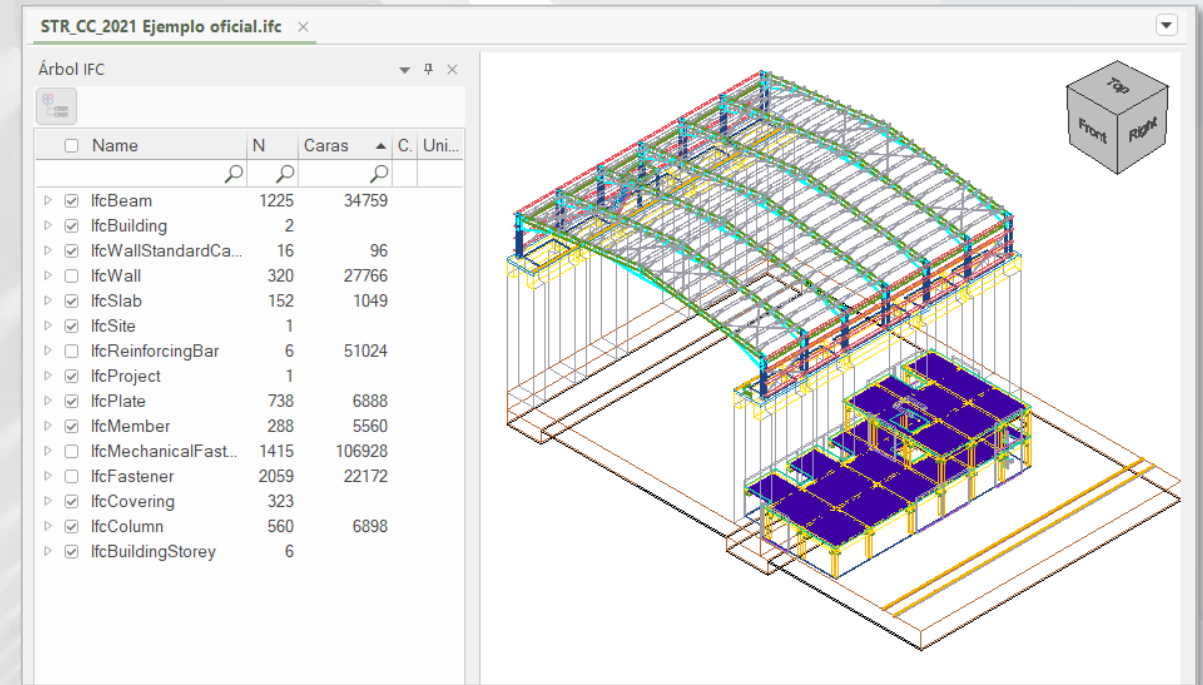 STR_CC_2021 Ejemplo oficial.ifc ×
Árbol IFC
Name N Caras C. Uni...
IfcBeam 1225 34759
IfcBuilding 2
IfcWallStandardCa... 16 96
IfcWall 320 27766
IfcSlab 152 1049
IfcSite 1
IfcReinforcingBar 6 51024
IfcProject 1
IfcPlate 738 6888
IfcMember 288 5560
IfcMechanicalFast... 1415 106928
IfcFastener 2059 22172
IfcCovering 323
IfcColumn 560 6898
IfcBuildingStorey 6
Top
Front Right